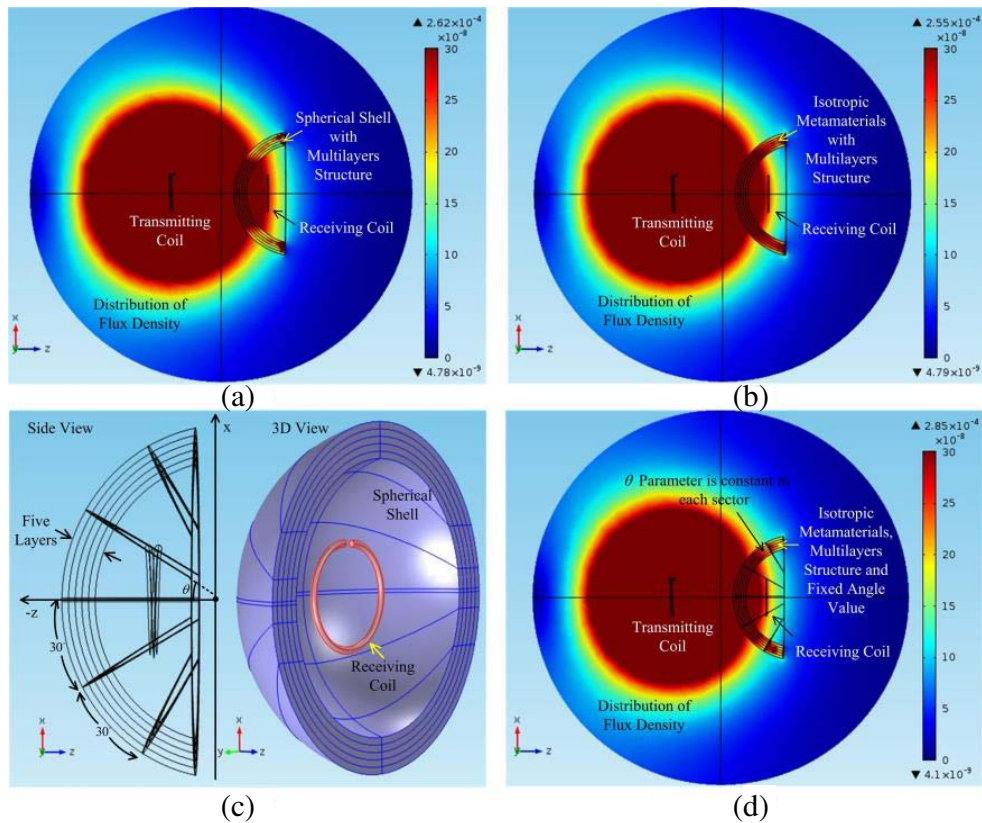 ▲ 2.62×10⁻⁴
×10⁻⁸
30
25
20
15
10
5
0
▼ 4.78×10⁻⁹
Spherical Shell
with
Multilayers
Structure
Transmitting
Coil
Receiving Coil
Distribution of
Flux Density
x
y
z
(a)
▲ 2.55×10⁻⁴
×10⁻⁸
30
25
20
15
10
5
0
▼ 4.79×10⁻⁹
Isotropic
Metamaterials
with
Multilayers
Structure
Transmitting
Coil
Receiving Coil
Distribution of
Flux Density
x
y
z
(b)
Side View
x
3D View
Five
Layers
Spherical
Shell
θ
-z
30
30
Receiving
Coil
x
y
z
x
y
z
(c)
▲ 2.85×10⁻⁴
×10⁻⁸
30
25
20
15
10
5
0
▼ 4.1×10⁻⁹
θ Parameter is constant in
each sector
Isotropic
Metamaterials,
Multilayers
Structure and
Fixed Angle
Value
Transmitting
Coil
Receiving Coil
Distribution of
Flux Density
x
y
z
(d)